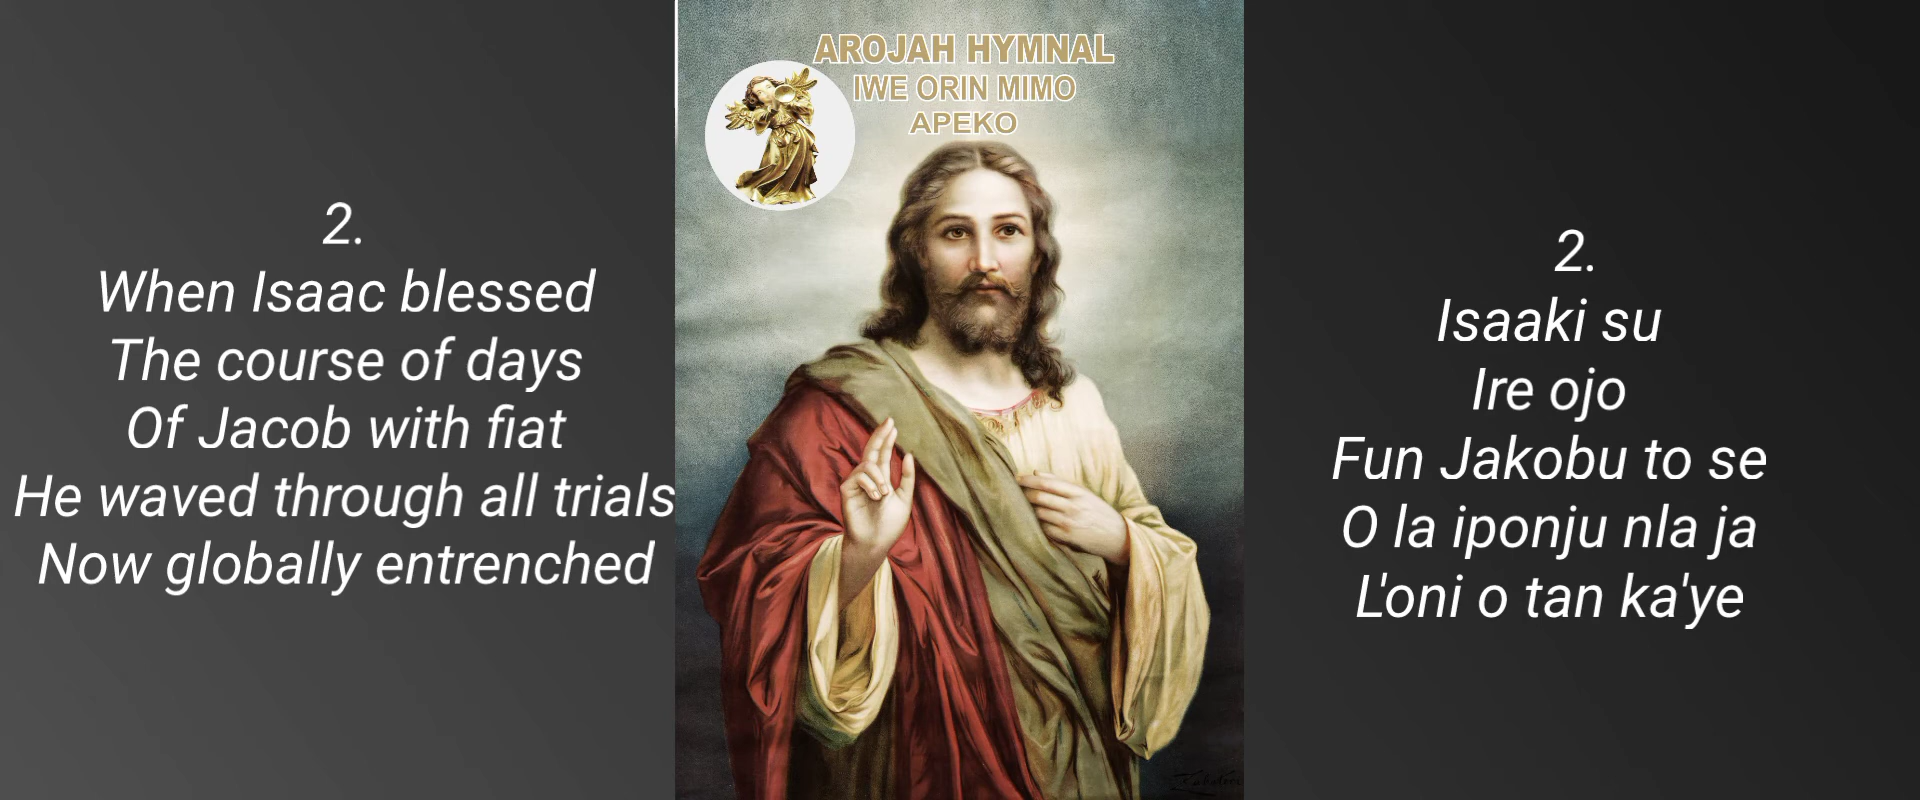 2.
When Isaac blessed
The course of days
Of Jacob with fiat
He waved through all trials
Now globally entrenched
AROJAH HYMNAL
IWE ORIN MIMO
APEKO
2.
Isaaki su
Ire ojo
Fun Jakobu to se
O la iponju nla ja
L'oni o tan ka'ye